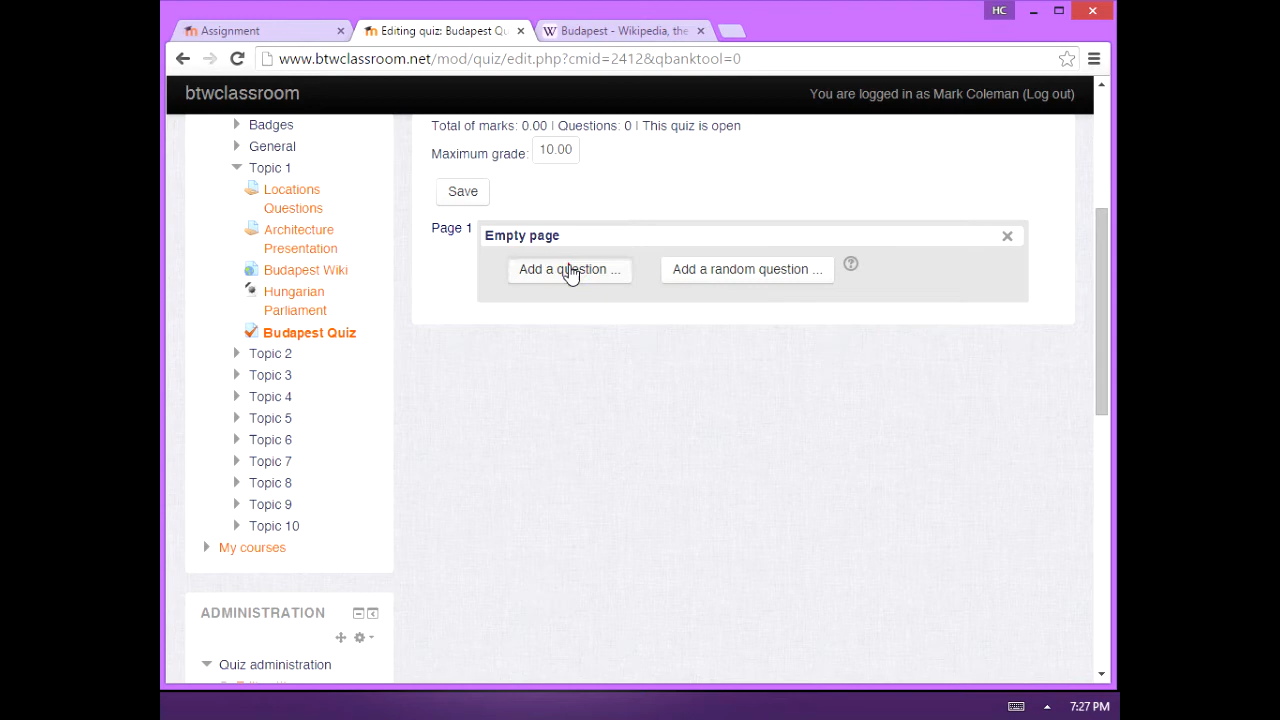 HC
Assignment
Editing quiz: Budapest Qu
Budapest - Wikipedia, the
www.btwclassroom.net/mod/quiz/edit.php?cmid=2412&qbanktool=0
btwclassroom
You are logged in as Mark Coleman (Log out)
Badges
General
Topic 1
Locations
Questions
Architecture
Presentation
Budapest Wiki
Hungarian
Parliament
Budapest Quiz
Topic 2
Topic 3
Topic 4
Topic 5
Topic 6
Topic 7
Topic 8
Topic 9
Topic 10
My courses
ADMINISTRATION
Quiz administration
Total of marks: 0.00 | Questions: 0 | This quiz is open
Maximum grade: 10.00
Save
Page 1
Empty page
Add a question ...
Add a random question ...
7:27 PM